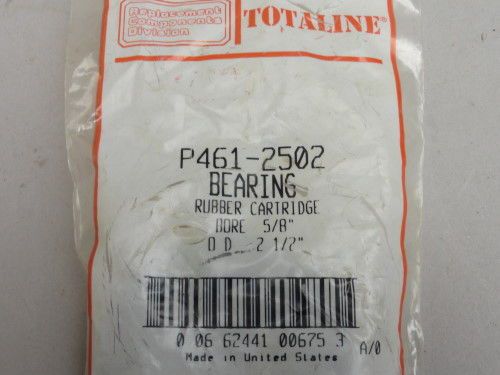 Replacement
Components
Division
TOTALINE®
P461-2502
BEARING
RUBBER CARTRIDGE
BORE 5/8"
O D 2 1/2"
0 06 62441 00675 3
A/0
Made in United States